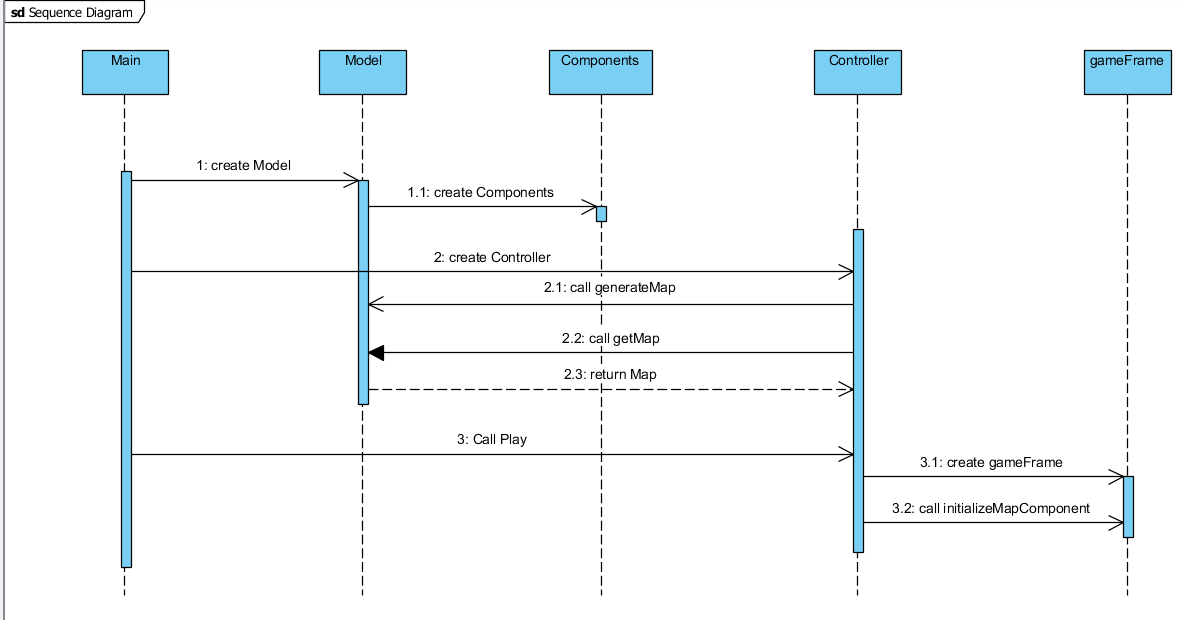 sd Sequence Diagram
Main
Model
Components
Controller
gameFrame
1: create Model
1.1: create Components
2: create Controller
2.1: call generateMap
2.2: call getMap
2.3: return Map
3: Call Play
3.1: create gameFrame
3.2: call initializeMapComponent